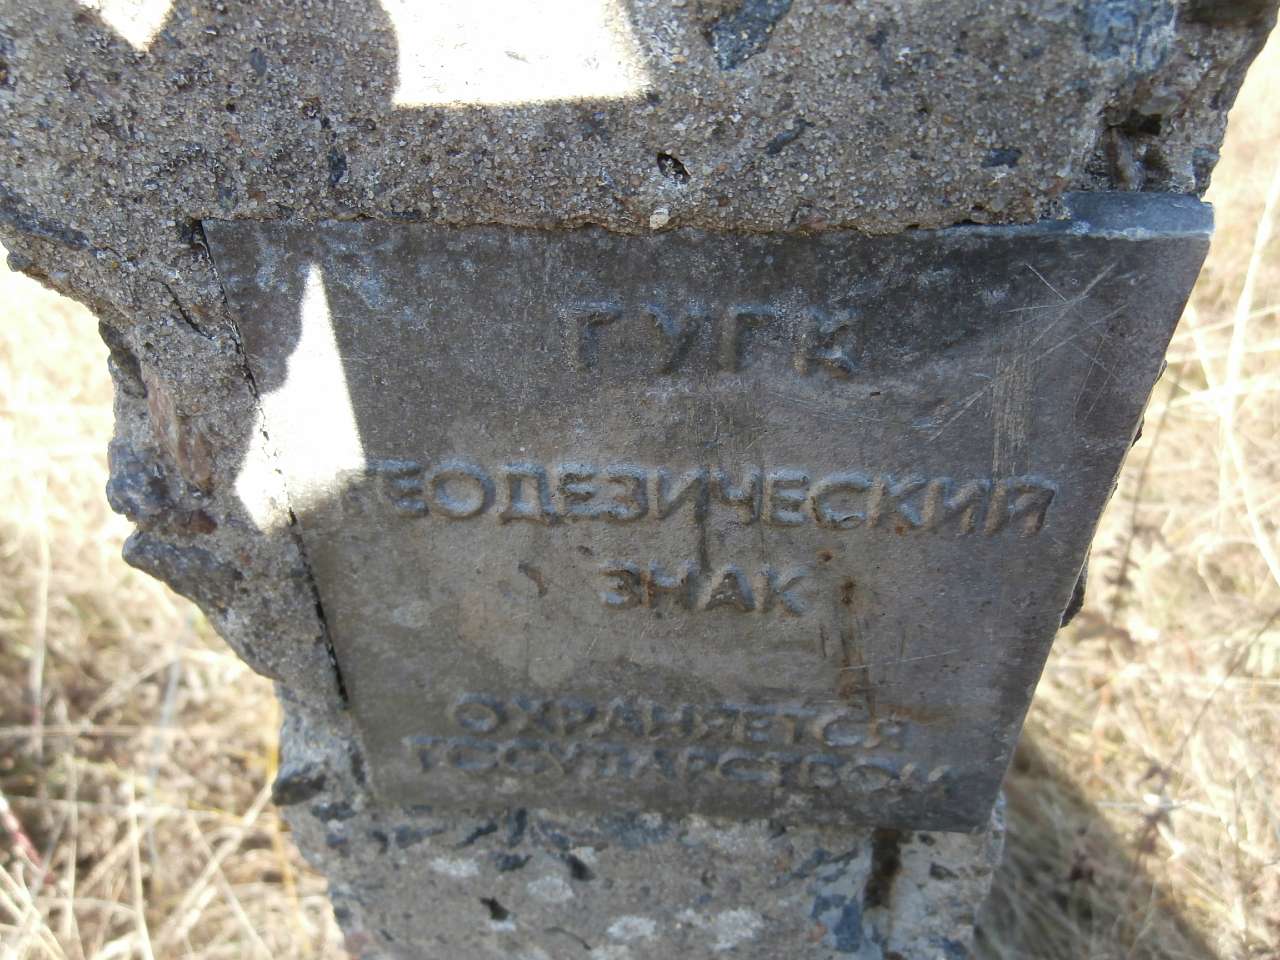 ГУГК
ГЕОДЕЗИЧЕСКИЙ
ЗНАК
ОХРАНЯЕТСЯ
ГОСУДАРСТВОМ